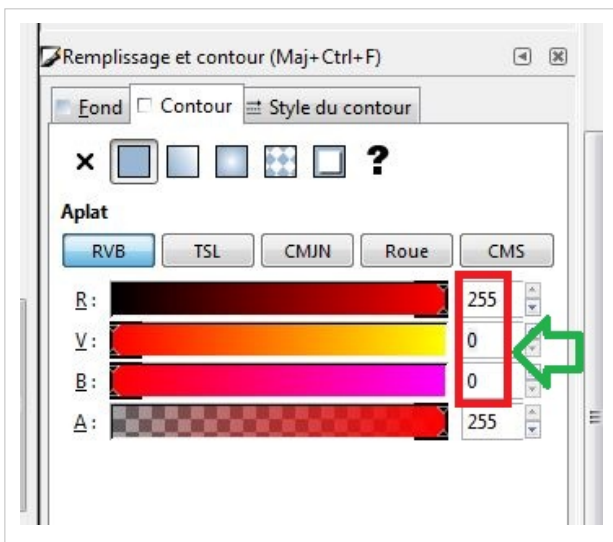 Remplissage et contour (Maj+Ctrl+F)
Fond Contour Style du contour
? 
Aplat
RVB TSL CMJN Roue CMS
R : 255
V : 0
B : 0
A : 255